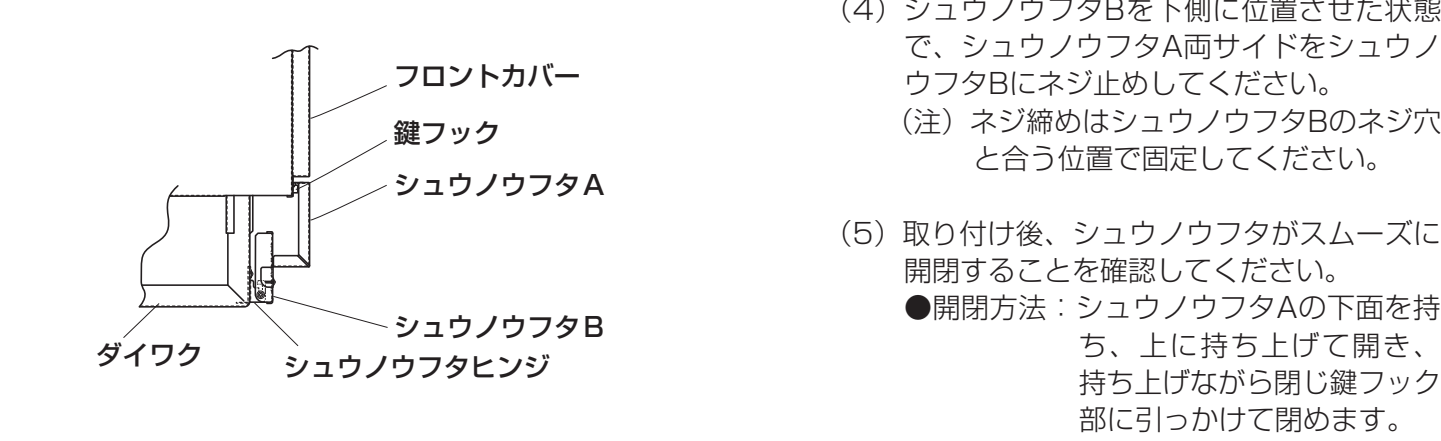 フロントカバー
鍵フック
シュウノウフタA
シュウノウフタB
ダイワク
シュウノウフタヒンジ
(4) シュウノウフタBを下側に位置させた状態
で、シュウノウフタA両サイドをシュウノ
ウフタBにネジ止めしてください。
(注) ネジ締めはシュウノウフタBのネジ穴
と合う位置で固定してください。
(5) 取り付け後、シュウノウフタがスムーズに
開閉することを確認してください。
●開閉方法:シュウノウフタAの下面を持
ち、上に持ち上げて開き、
持ち上げながら閉じ鍵フック
部に引っかけて閉めます。